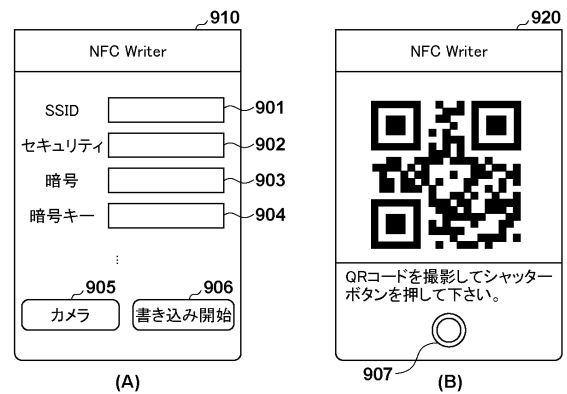 910
NFC Writer
SSID
901
セキュリティ
902
暗号
903
暗号キー
904
⋮
905
カメラ
906
書き込み開始
(A)
920
NFC Writer
QRコードを撮影してシャッター
ボタンを押して下さい。
907
(B)